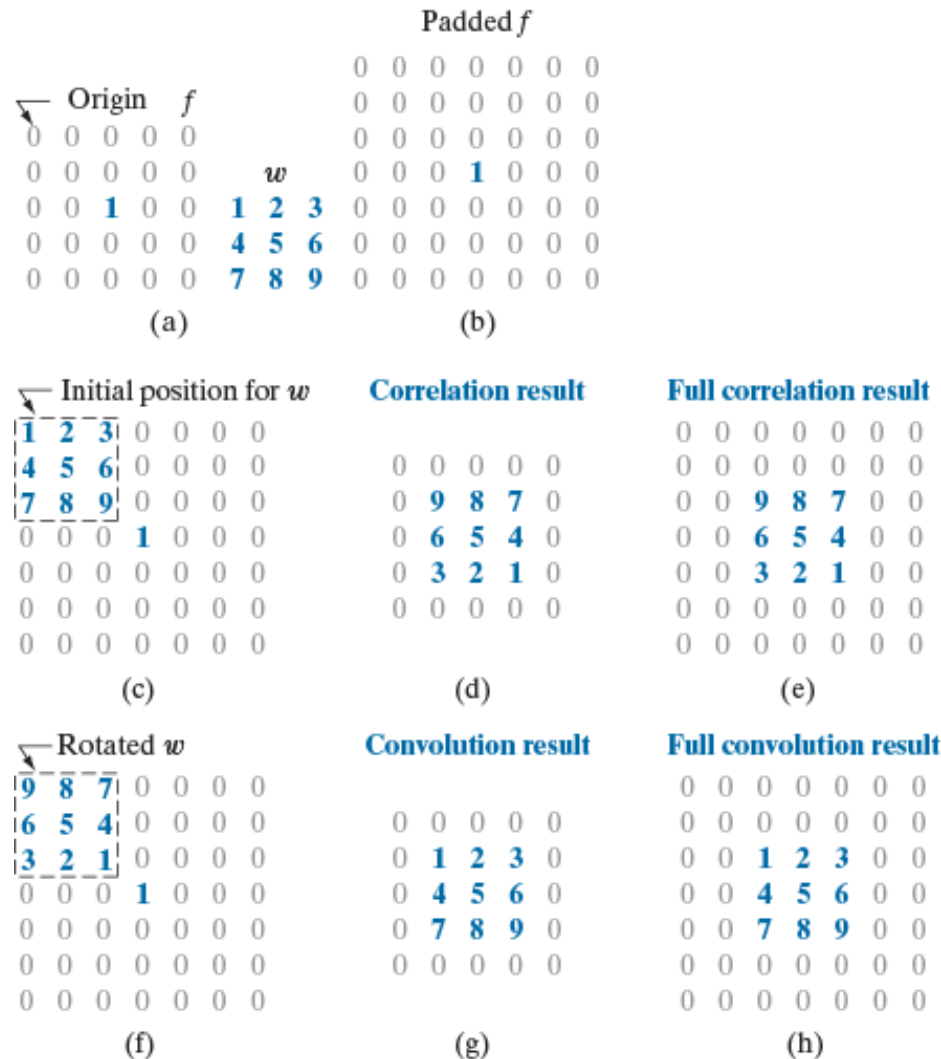 Padded f
0 0 0 0 0 0 0
Origin f 0 0 0 0 0 0 0
0 0 0 0 0 0 0 0 0 0 0 0
0 0 0 0 0 w 0 0 0 1 0 0 0
0 0 1 0 0 1 2 3 0 0 0 0 0 0 0
0 0 0 0 0 4 5 6 0 0 0 0 0 0 0
0 0 0 0 0 7 8 9 0 0 0 0 0 0 0
(a) (b)
Initial position for w Correlation result Full correlation result
1 2 3 0 0 0 0 0 0 0 0 0 0 0
4 5 6 0 0 0 0 0 0 0 0 0 0 0 0 0 0 0 0
7 8 9 0 0 0 0 0 9 8 7 0 0 0 9 8 7 0 0
0 0 0 1 0 0 0 0 6 5 4 0 0 0 6 5 4 0 0
0 0 0 0 0 0 0 0 3 2 1 0 0 0 3 2 1 0 0
0 0 0 0 0 0 0 0 0 0 0 0 0 0 0 0 0 0 0
0 0 0 0 0 0 0 0 0 0 0 0 0 0
(c) (d) (e)
Rotated w Convolution result Full convolution result
9 8 7 0 0 0 0 0 0 0 0 0 0 0
6 5 4 0 0 0 0 0 0 0 0 0 0 0 0 0 0 0 0
3 2 1 0 0 0 0 0 1 2 3 0 0 0 1 2 3 0 0
0 0 0 1 0 0 0 0 4 5 6 0 0 0 4 5 6 0 0
0 0 0 0 0 0 0 0 7 8 9 0 0 0 7 8 9 0 0
0 0 0 0 0 0 0 0 0 0 0 0 0 0 0 0 0 0 0
0 0 0 0 0 0 0 0 0 0 0 0 0 0
(f) (g) (h)